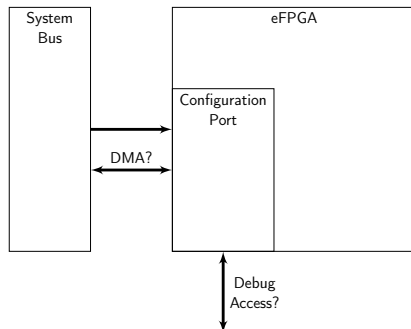 System
Bus
eFPGA
Configuration
Port
DMA?
Debug
Access?